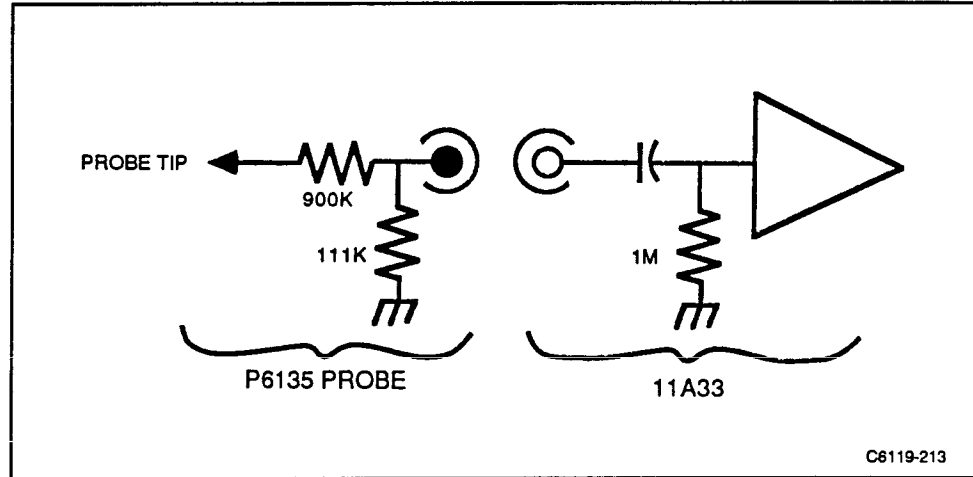 PROBE TIP
900K
111K
1M
P6135 PROBE
11A33
C6119-213